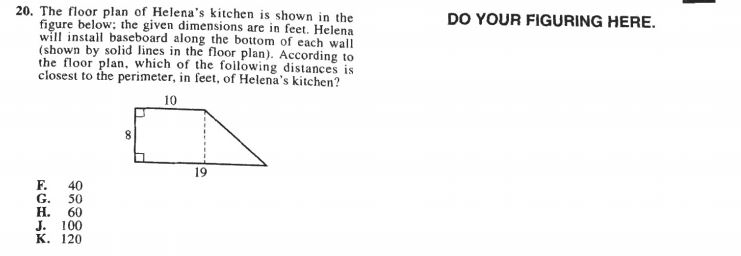 20. The floor plan of Helena's kitchen is shown in the
figure below; the given dimensions are in feet. Helena
will install baseboard along the bottom of each wall
(shown by solid lines in the floor plan). According to
the floor plan, which of the following distances is
closest to the perimeter, in feet, of Helena's kitchen?
DO YOUR FIGURING HERE.
10
8
19
F. 40
G. 50
H. 60
J. 100
K. 120